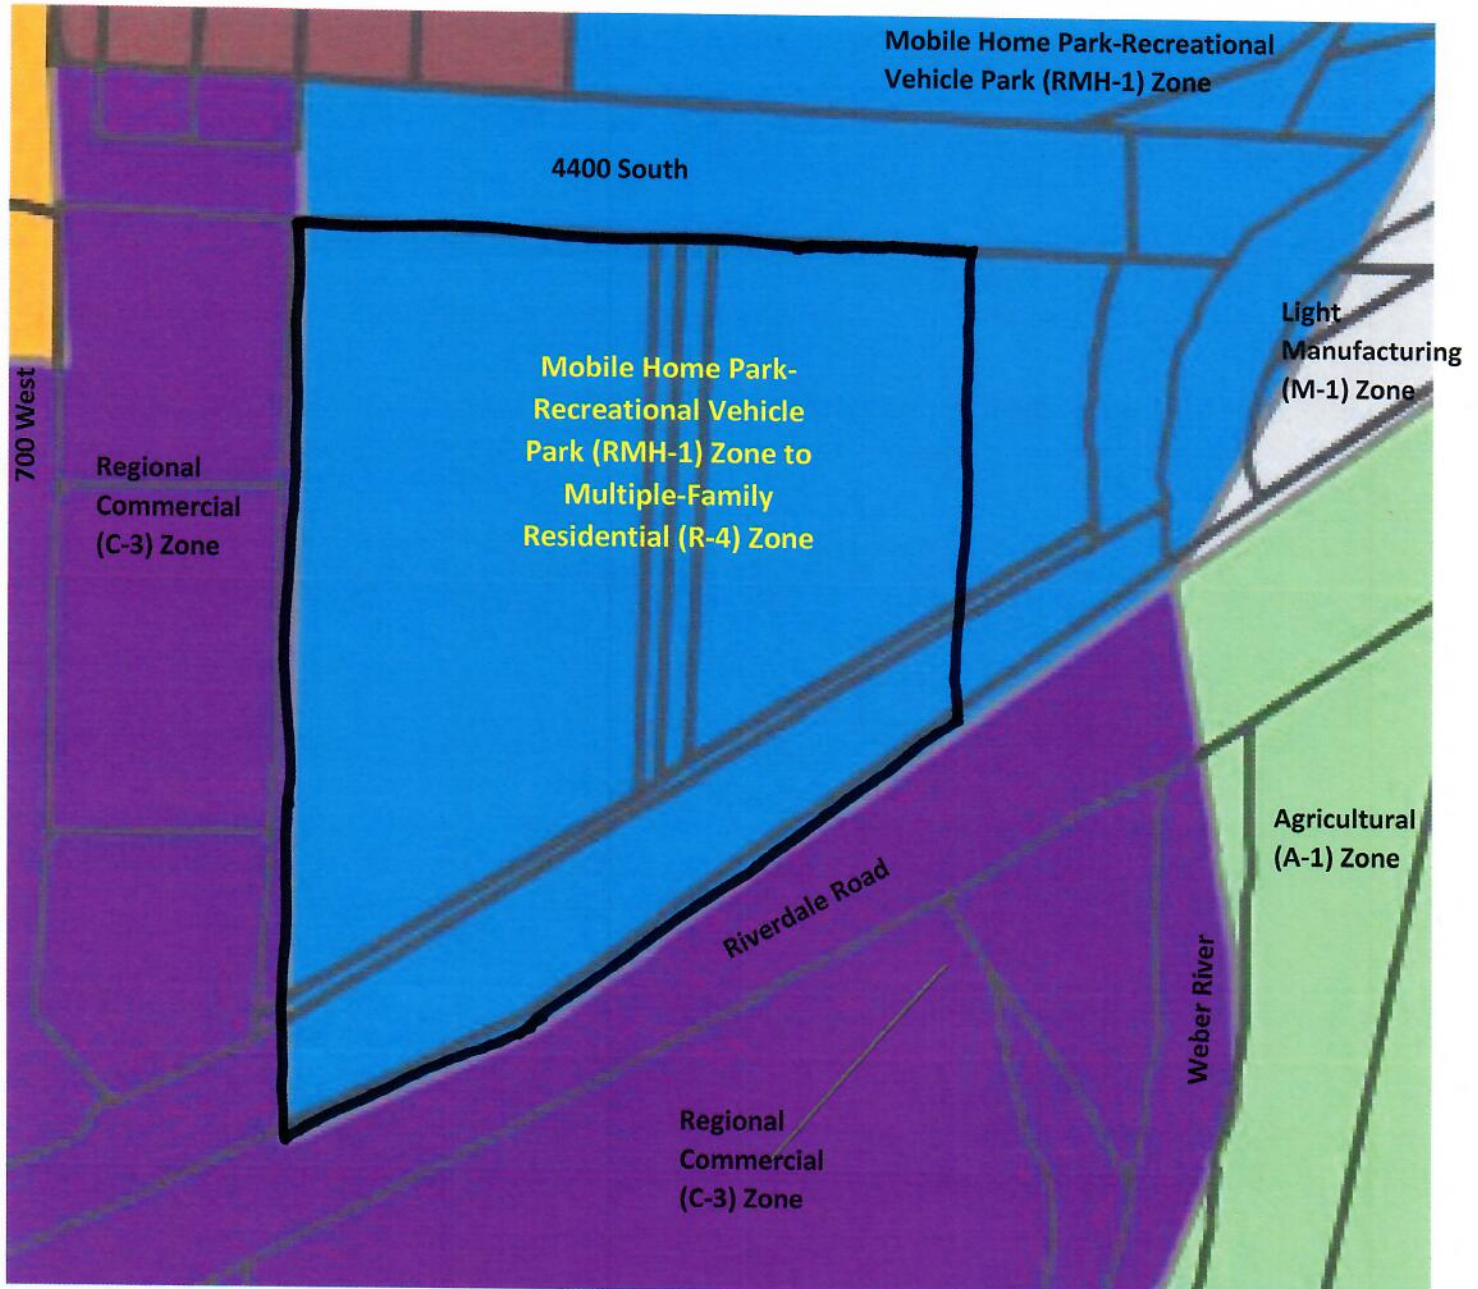 Mobile Home Park-Recreational
Vehicle Park (RMH-1) Zone
4400 South
Light
Manufacturing
(M-1) Zone
Mobile Home Park-
Recreational Vehicle
Park (RMH-1) Zone to
Multiple-Family
Residential (R-4) Zone
700 West
Regional
Commercial
(C-3) Zone
Agricultural
(A-1) Zone
Riverdale Road
Weber River
Regional
Commercial
(C-3) Zone